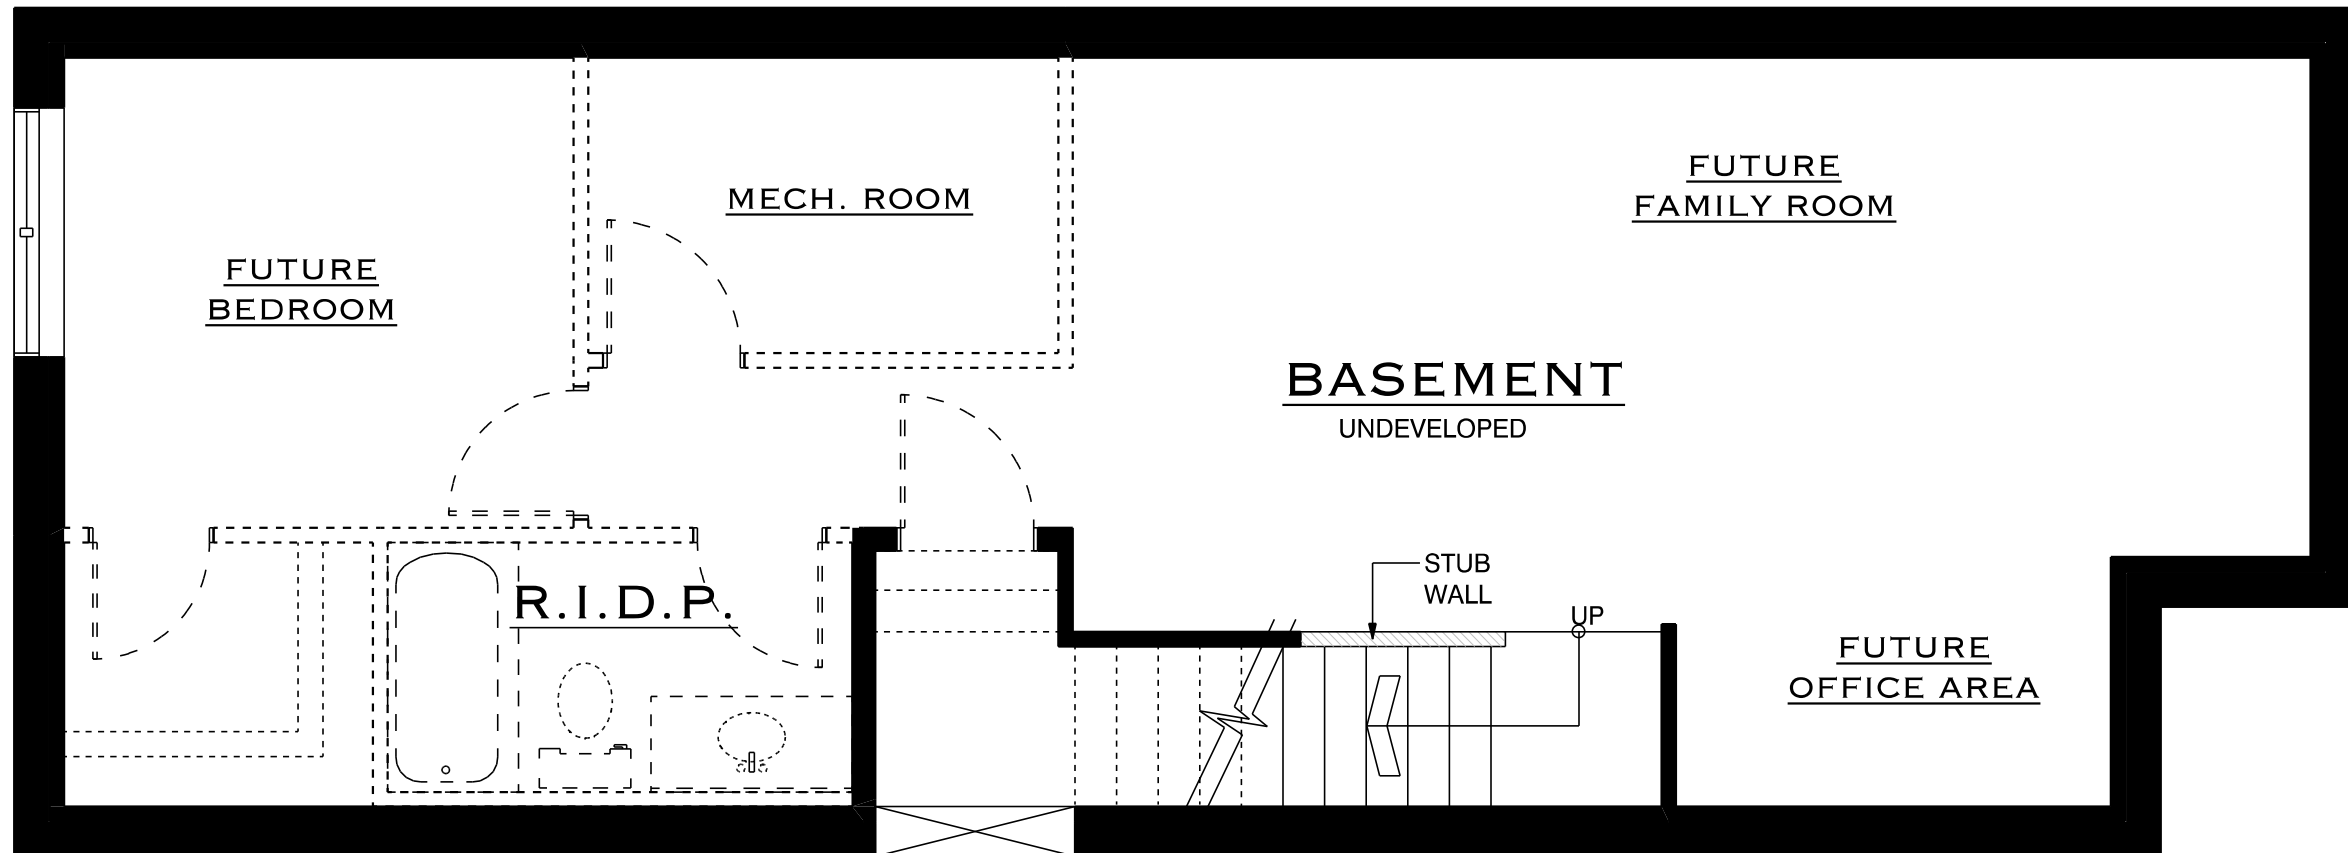 FUTURE
FAMILY ROOM
MECH. ROOM
FUTURE
BEDROOM
BASEMENT
UNDEVELOPED
STUB
WALL
R.I.D.P.
UP
FUTURE
OFFICE AREA